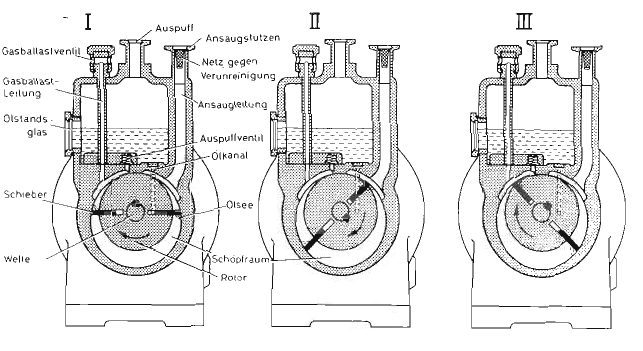 I
II
III
Auspuff
Ansaugstutzen
Gasballastventil
Netz gegen
Verunreinigung
Gasballast-
Leitung
Ansaugleitung
Ölstands
glas
Auspuffventil
Ölkanal
Schieber
Ölsee
Welle
Schöpfraum
Rotor